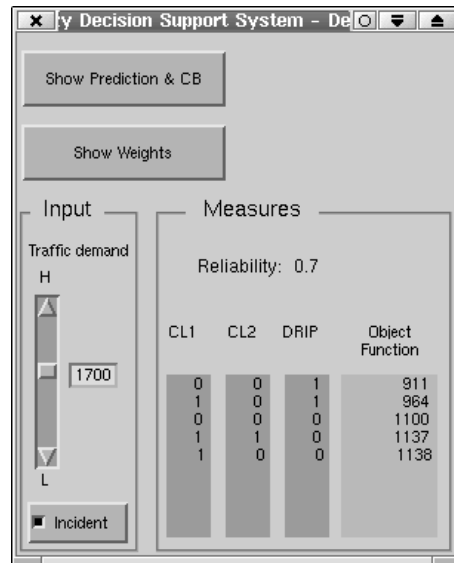 y Decision Support System - De
Show Prediction & CB
Show Weights
Input
Traffic demand
H
1700
L
Incident
Measures
Reliability: 0.7
CL1 CL2 DRIP Object Function
0 0 1 911
1 0 1 964
0 0 0 1100
1 1 0 1137
1 0 0 1138